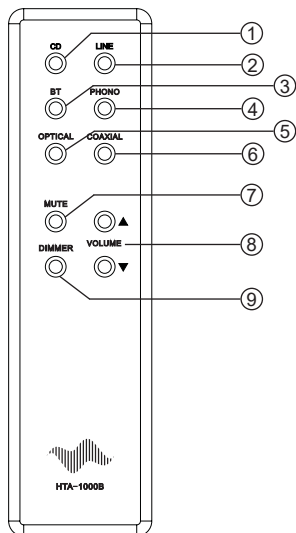 CD LINE ①
②
BT PHONO ③
④
OPTICAL COAXIAL ⑤
⑥
MUTE ⑦
▲
VOLUME ⑧
DIMMER
▼
⑨
HTA-1000B